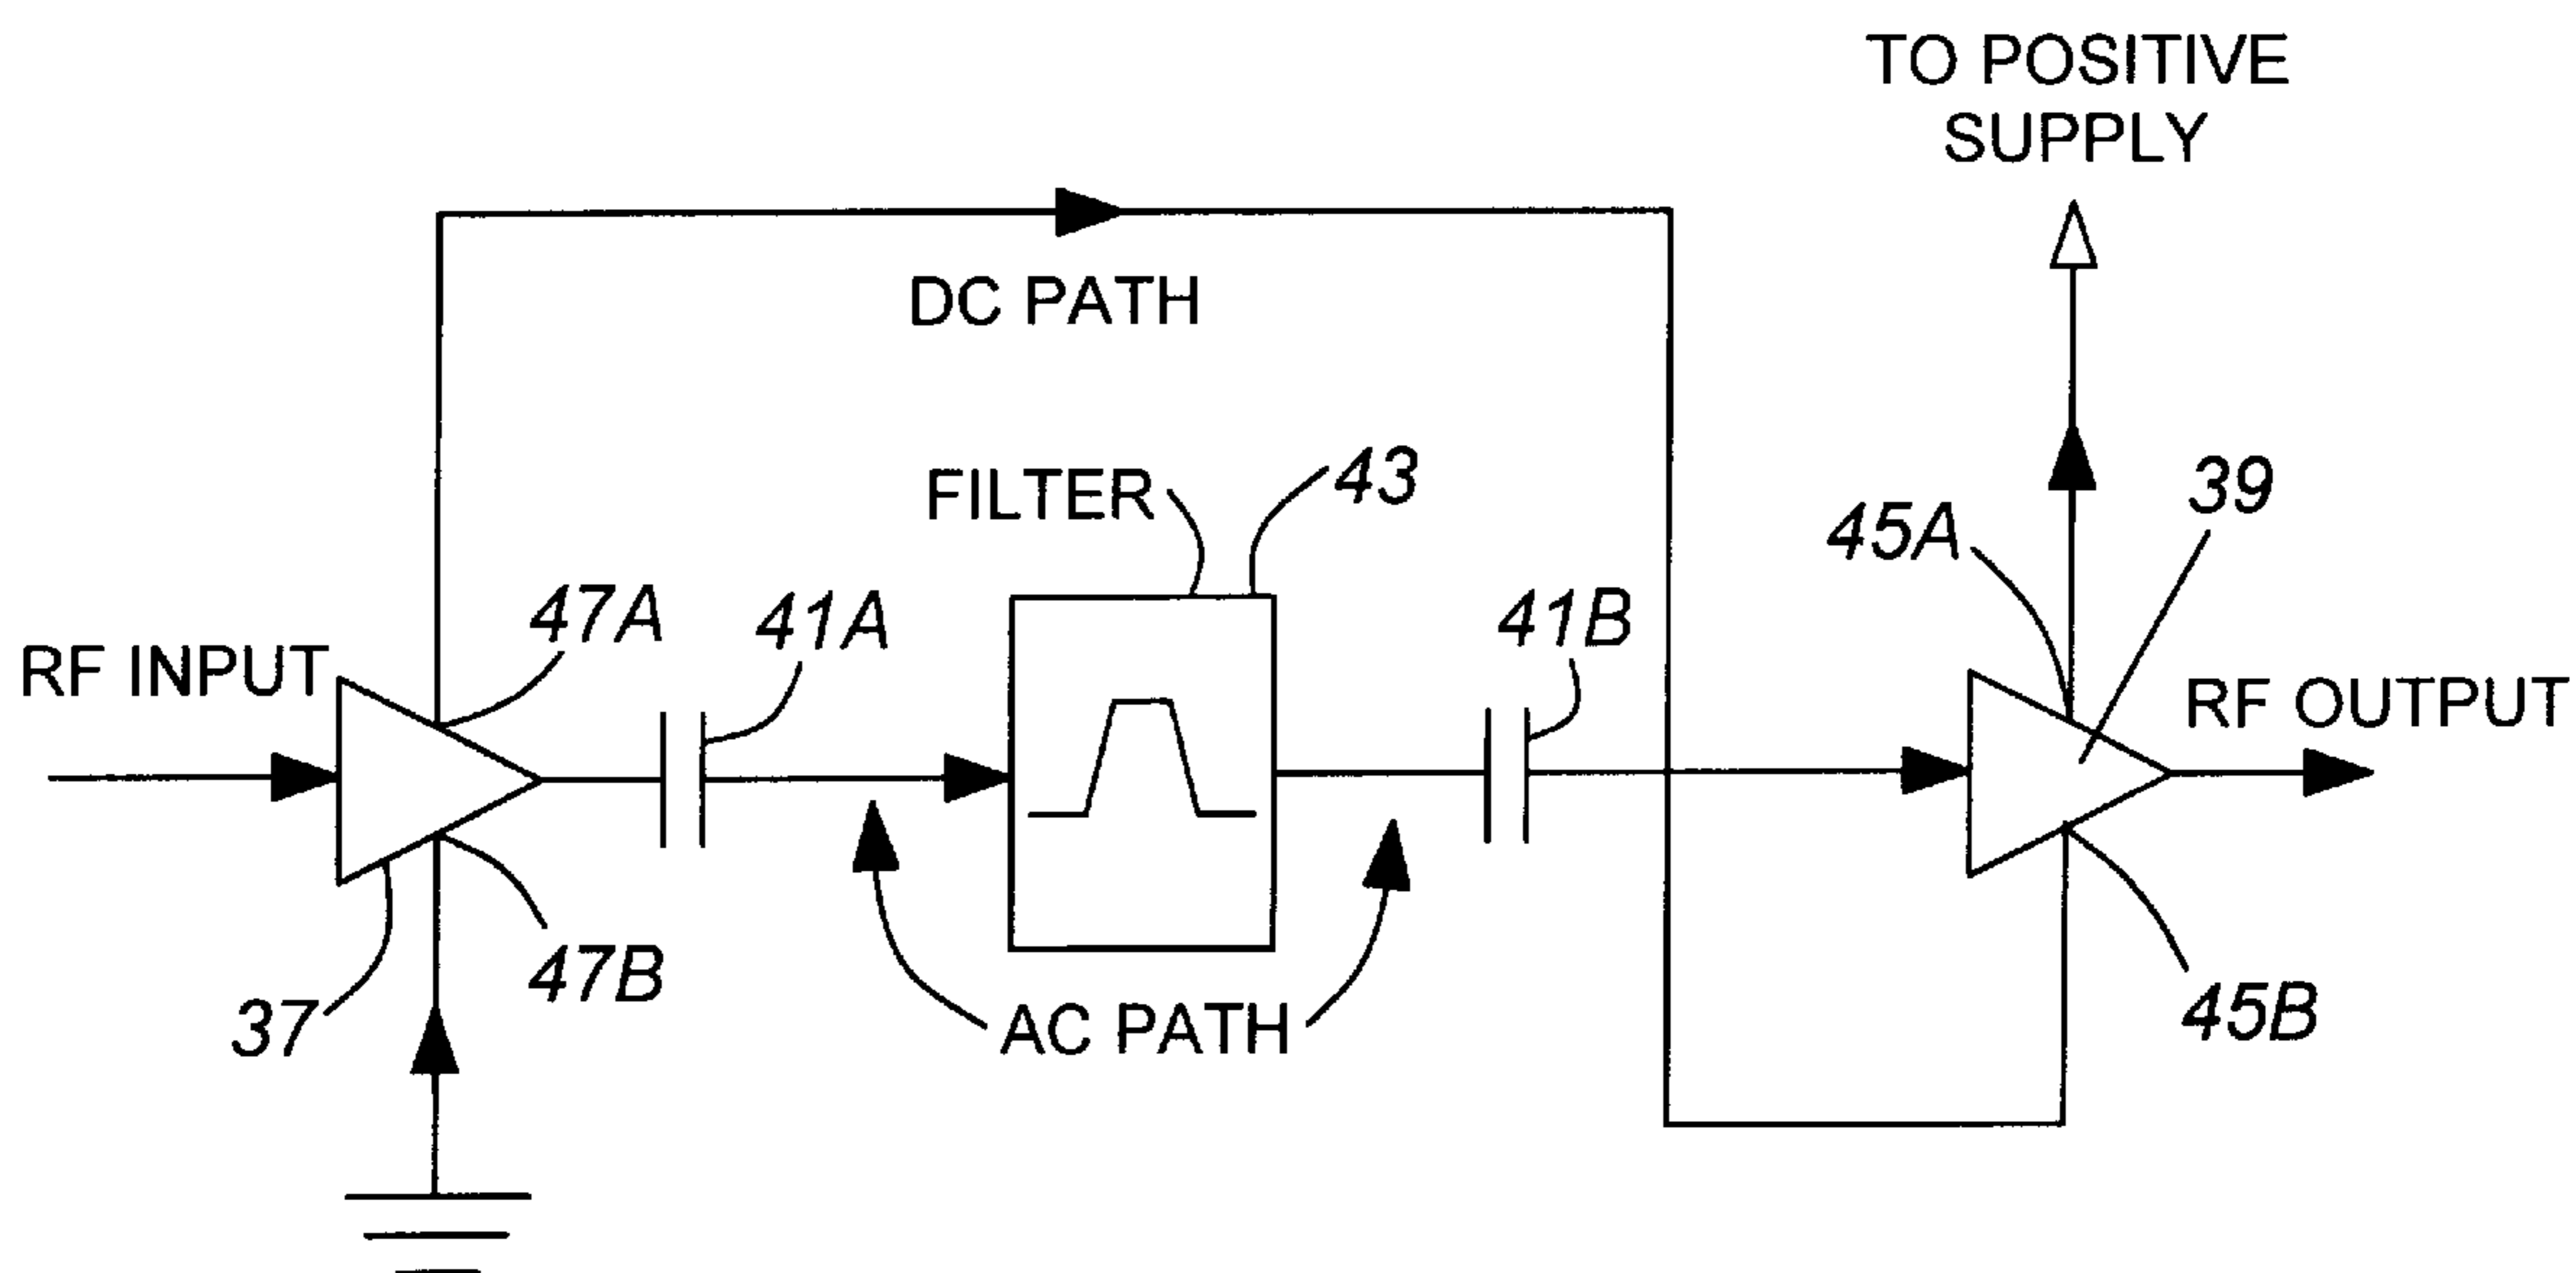 TO POSITIVE
SUPPLY
DC PATH
FILTER
43
39
45A
47A
41A
41B
RF INPUT
RF OUTPUT
47B
37
AC PATH
45B